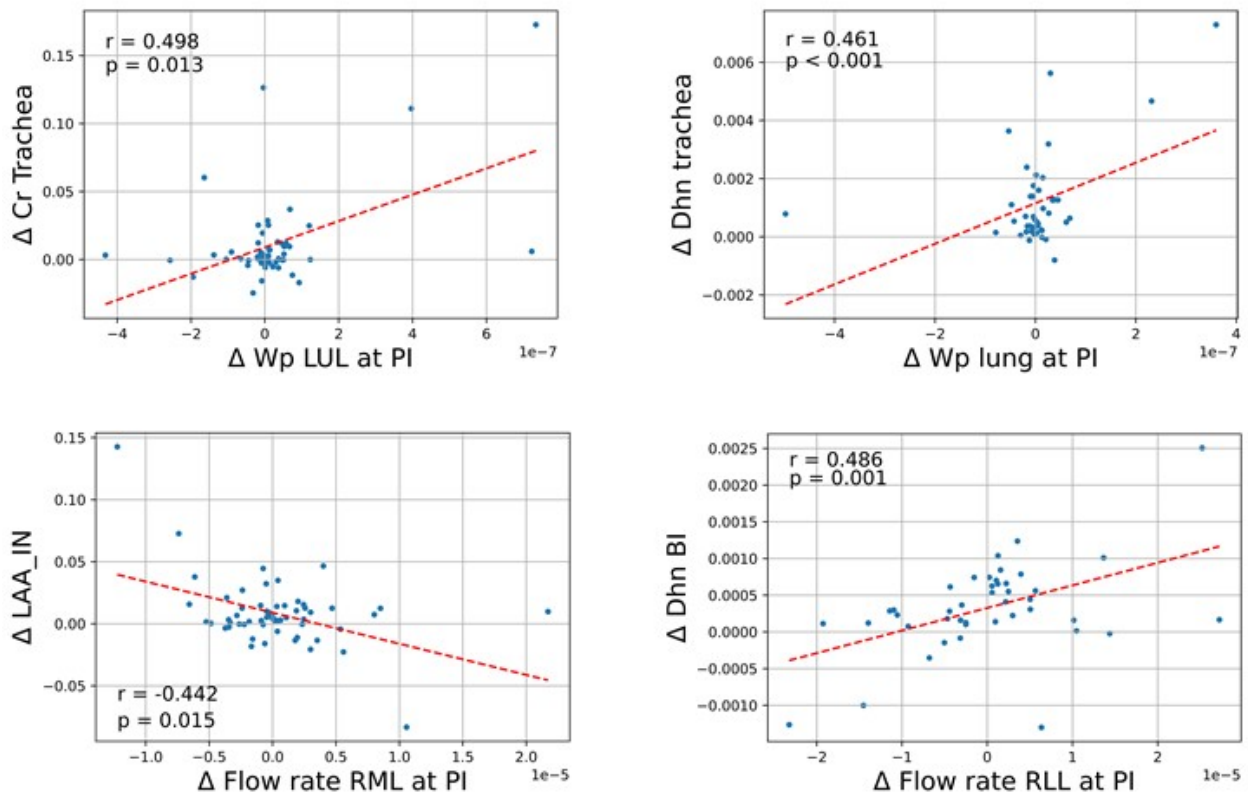 r = 0.498
p = 0.013
0.15
0.10
0.05
0.00
Δ Cr Trachea
−4
−2
0
2
4
6
1e-7
Δ Wp LUL at PI
r = 0.461
p < 0.001
0.006
0.004
0.002
0.000
−0.002
Δ Dhn trachea
−4
−2
0
2
4
1e-7
Δ Wp lung at PI
0.15
0.10
0.05
0.00
−0.05
Δ LAA_IN
r = -0.442
p = 0.015
−1.0
−0.5
0.0
0.5
1.0
1.5
2.0
1e-5
Δ Flow rate RML at PI
r = 0.486
p = 0.001
0.0025
0.0020
0.0015
0.0010
0.0005
0.0000
−0.0005
−0.0010
Δ Dhn BI
−2
−1
0
1
2
1e-5
Δ Flow rate RLL at PI